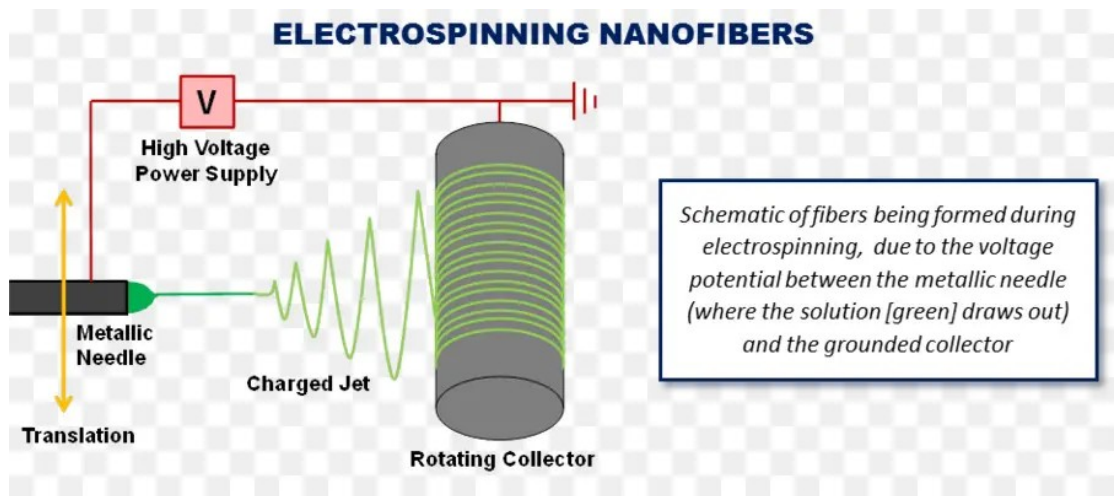 ELECTROSPINNING NANOFIBERS
V
High Voltage
Power Supply
Metallic
Needle
Charged Jet
Translation
Rotating Collector
Schematic of fibers being formed during
electrospinning, due to the voltage
potential between the metallic needle
(where the solution [green] draws out)
and the grounded collector